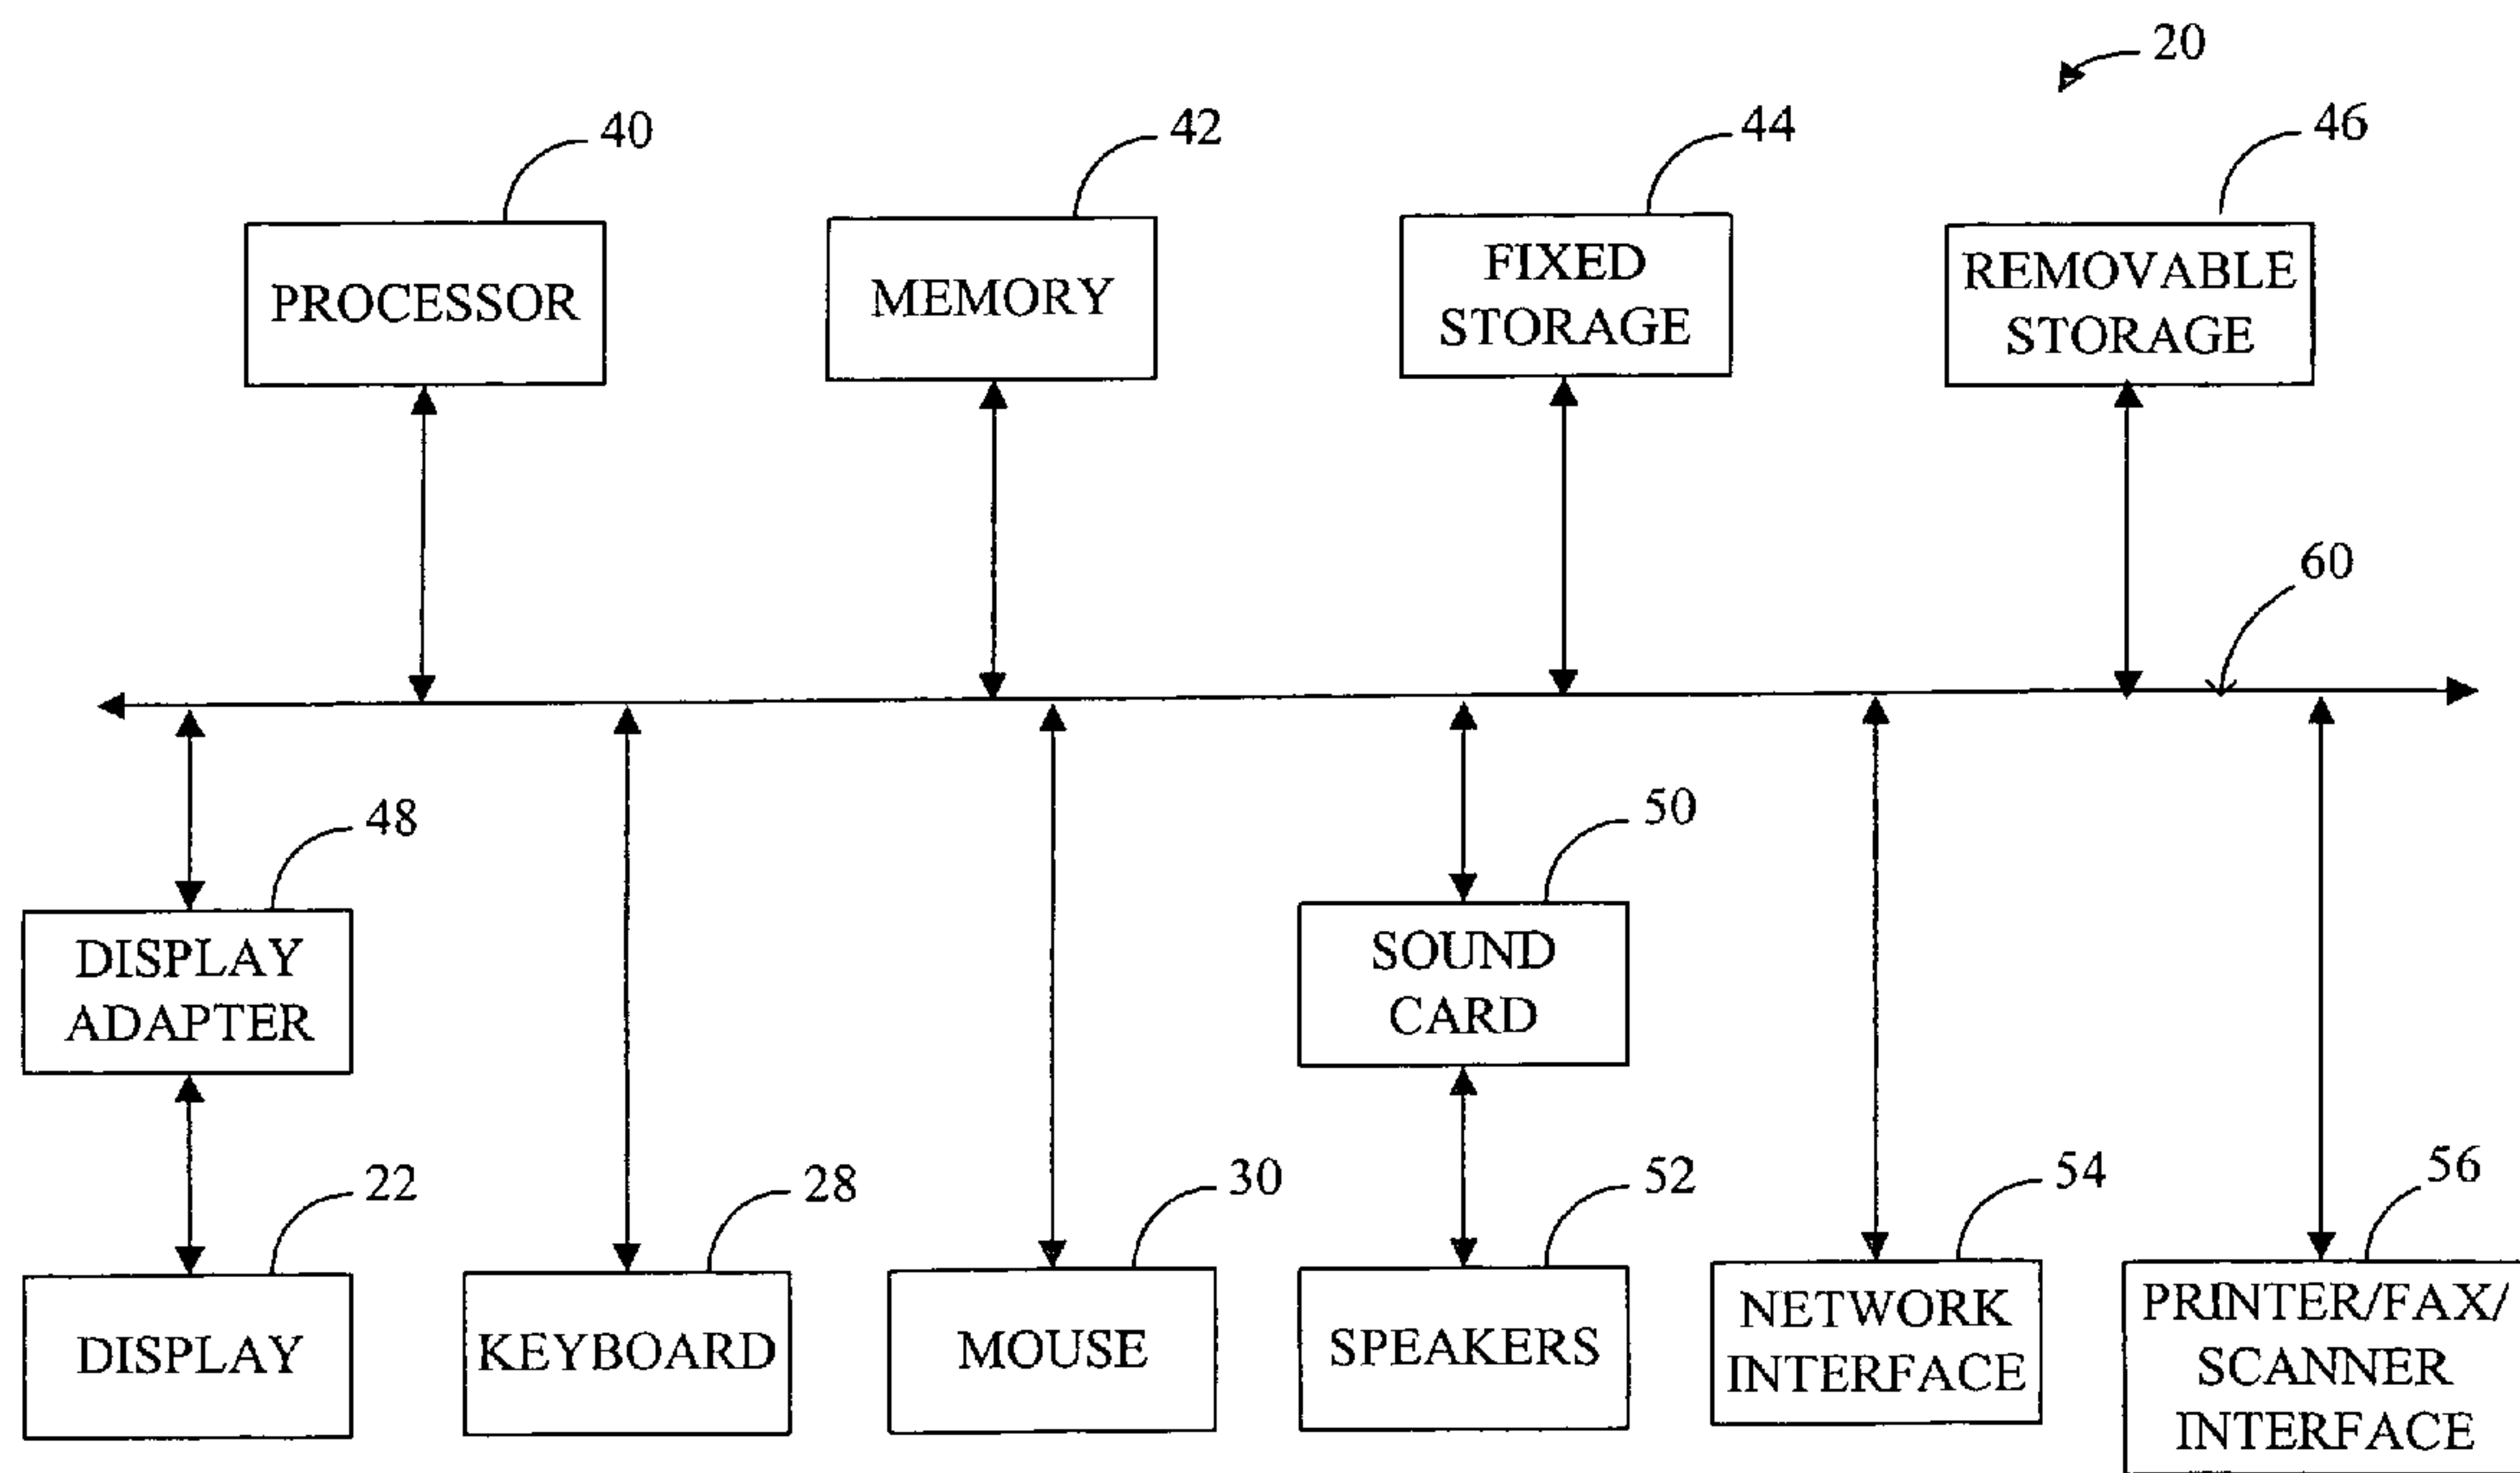 20
40
42
44
46
PROCESSOR
MEMORY
FIXED
STORAGE
REMOVABLE
STORAGE
60
48
50
DISPLAY
ADAPTER
SOUND
CARD
22
28
30
52
54
56
DISPLAY
KEYBOARD
MOUSE
SPEAKERS
NETWORK
INTERFACE
PRINTER/FAX/
SCANNER
INTERFACE